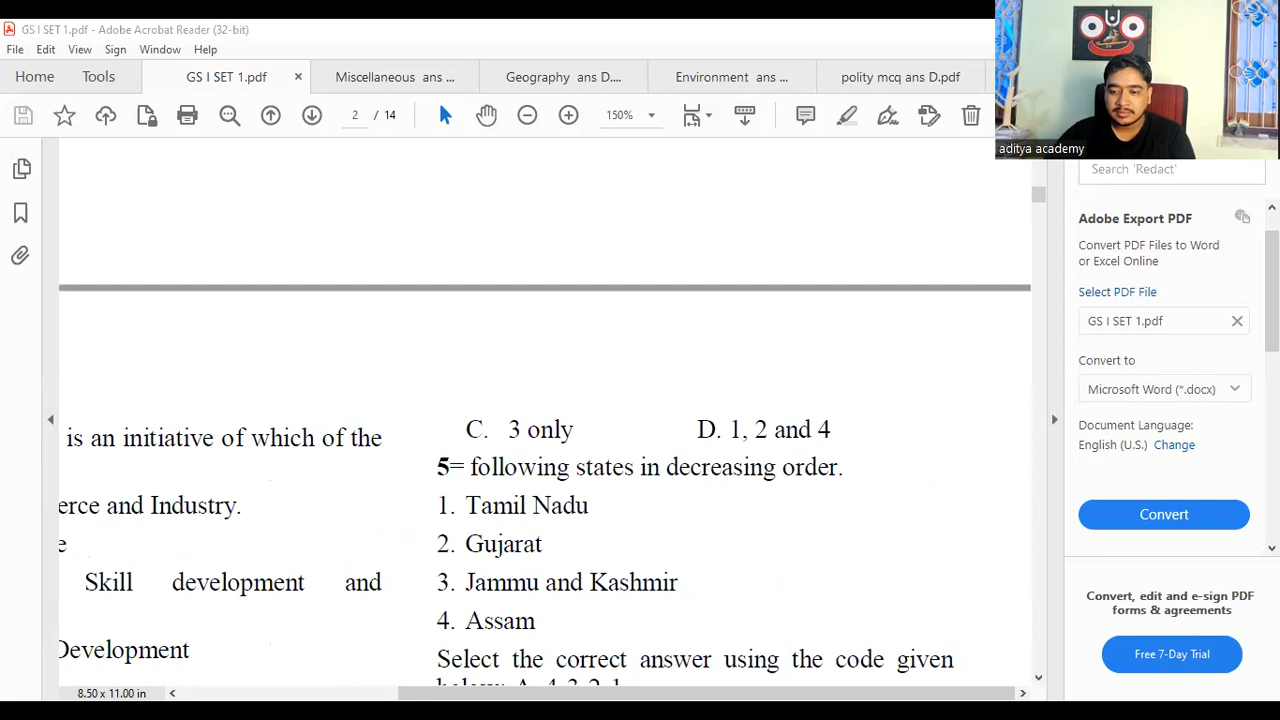 GS I SET 1.pdf - Adobe Acrobat Reader (32-bit)
File Edit View Sign Window Help
Home Tools GS I SET 1.pdf × Miscellaneous ans ... Geography ans D.... Environment ans ... polity mcq ans D.pdf
2 / 14 150%
aditya academy
Search 'Redact'
Adobe Export PDF
Convert PDF Files to Word
or Excel Online
Select PDF File
GS I SET 1.pdf
Convert to
Microsoft Word (*.docx)
Document Language:
English (U.S.) Change
Convert
Convert, edit and e-sign PDF
forms & agreements
Free 7-Day Trial
is an initiative of which of the
erce and Industry.
e
Skill development and
Development
C. 3 only D. 1, 2 and 4
5= following states in decreasing order.
1. Tamil Nadu
2. Gujarat
3. Jammu and Kashmir
4. Assam
Select the correct answer using the code given
8.50 x 11.00 in